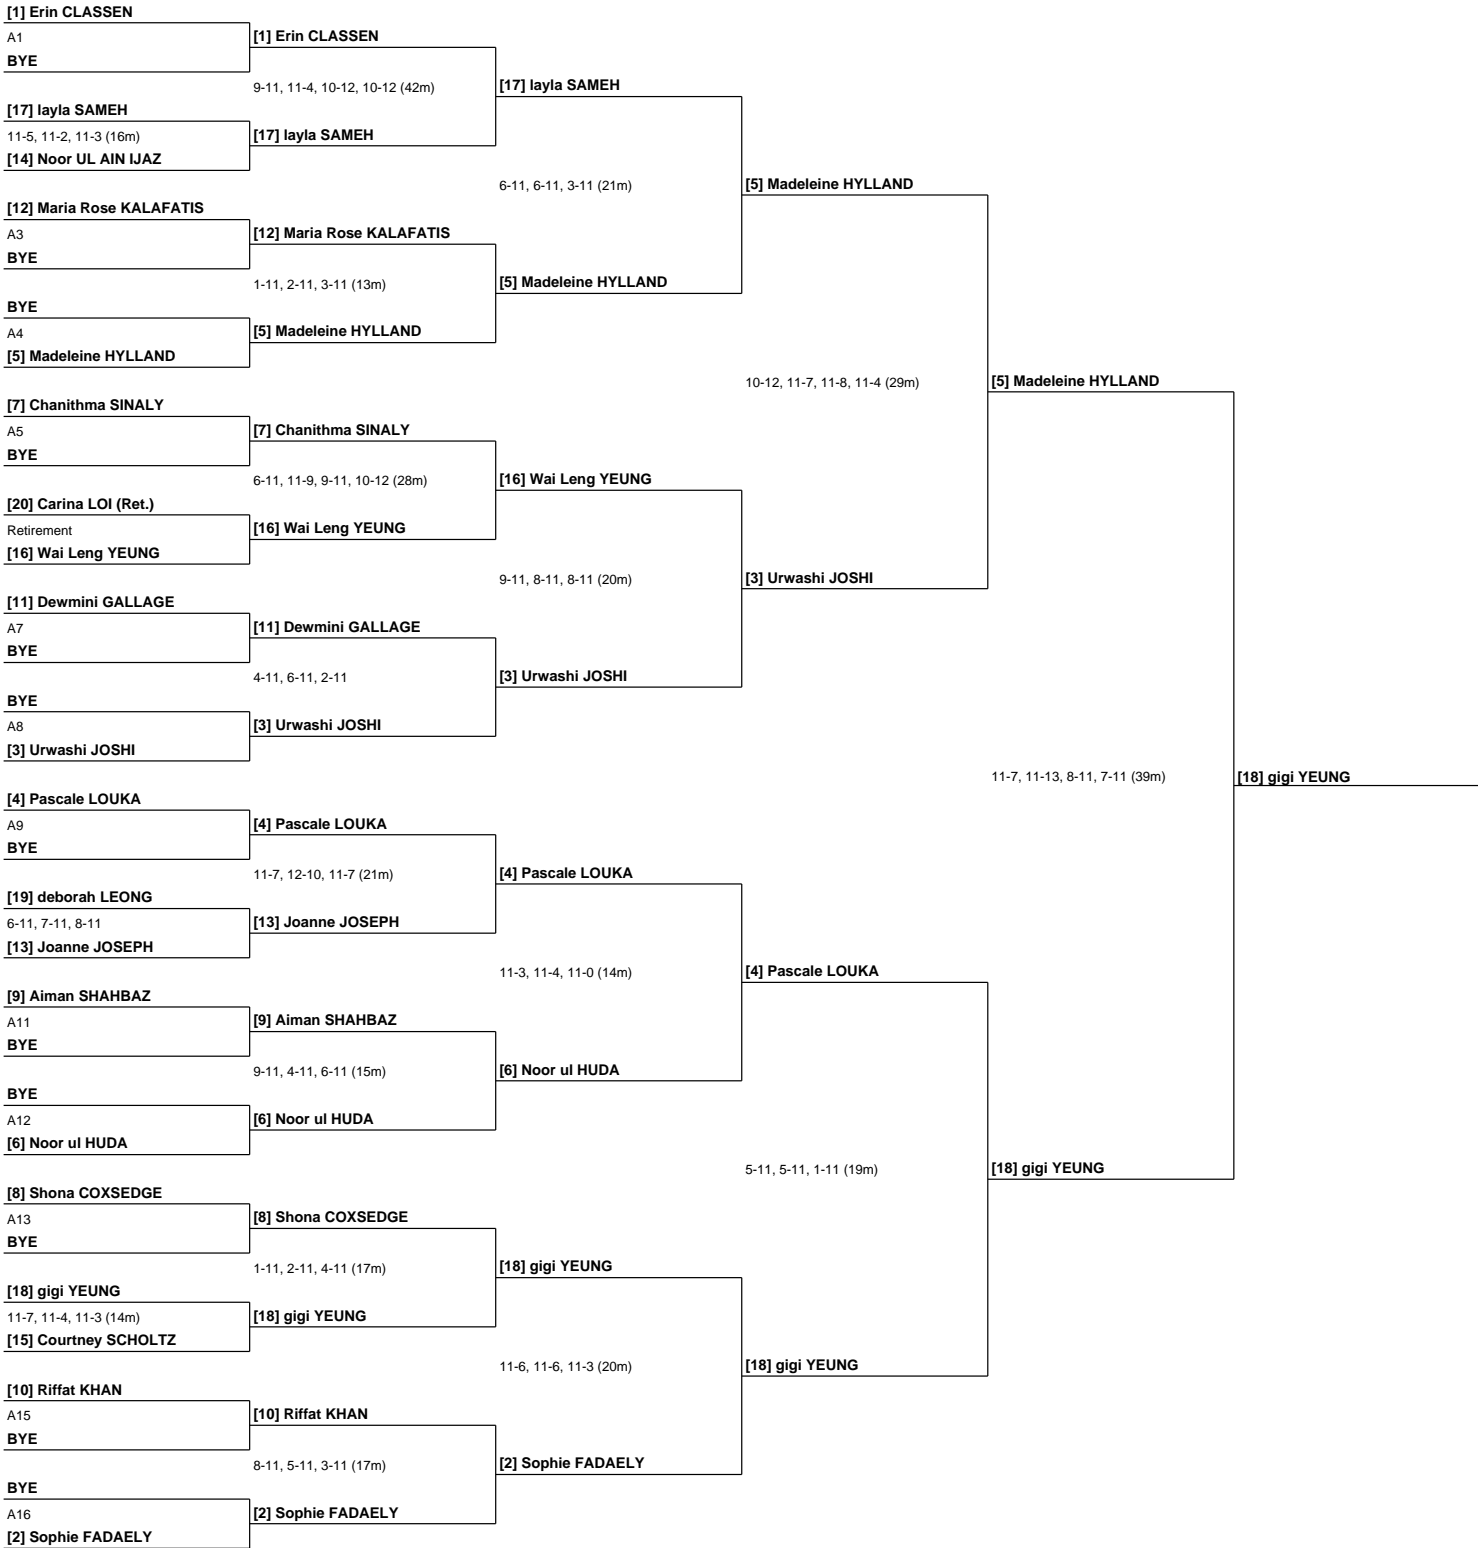 [1] Erin CLASSEN
A1
BYE
[17] layla SAMEH
11-5, 11-2, 11-3 (16m)
[14] Noor UL AIN IJAZ
[12] Maria Rose KALAFATIS
A3
BYE
BYE
A4
[5] Madeleine HYLLAND
[7] Chanithma SINALY
A5
BYE
[20] Carina LOI (Ret.)
Retirement
[16] Wai Leng YEUNG
[11] Dewmini GALLAGE
A7
BYE
BYE
A8
[3] Urwashi JOSHI
[4] Pascale LOUKA
A9
BYE
[19] deborah LEONG
6-11, 7-11, 8-11
[13] Joanne JOSEPH
[9] Aiman SHAHBAZ
A11
BYE
BYE
A12
[6] Noor ul HUDA
[8] Shona COXSEDGE
A13
BYE
[18] gigi YEUNG
11-7, 11-4, 11-3 (14m)
[15] Courtney SCHOLTZ
[10] Riffat KHAN
A15
BYE
BYE
A16
[2] Sophie FADAELY
[1] Erin CLASSEN
9-11, 11-4, 10-12, 10-12 (42m)
[17] layla SAMEH
[12] Maria Rose KALAFATIS
1-11, 2-11, 3-11 (13m)
[5] Madeleine HYLLAND
[7] Chanithma SINALY
6-11, 11-9, 9-11, 10-12 (28m)
[16] Wai Leng YEUNG
[11] Dewmini GALLAGE
4-11, 6-11, 2-11
[3] Urwashi JOSHI
[4] Pascale LOUKA
11-7, 12-10, 11-7 (21m)
[13] Joanne JOSEPH
[9] Aiman SHAHBAZ
9-11, 4-11, 6-11 (15m)
[6] Noor ul HUDA
[8] Shona COXSEDGE
1-11, 2-11, 4-11 (17m)
[18] gigi YEUNG
[10] Riffat KHAN
8-11, 5-11, 3-11 (17m)
[2] Sophie FADAELY
[17] layla SAMEH
6-11, 6-11, 3-11 (21m)
[5] Madeleine HYLLAND
[16] Wai Leng YEUNG
9-11, 8-11, 8-11 (20m)
[3] Urwashi JOSHI
[4] Pascale LOUKA
11-3, 11-4, 11-0 (14m)
[6] Noor ul HUDA
[18] gigi YEUNG
11-6, 11-6, 11-3 (20m)
[2] Sophie FADAELY
[5] Madeleine HYLLAND
10-12, 11-7, 11-8, 11-4 (29m)
[3] Urwashi JOSHI
[4] Pascale LOUKA
5-11, 5-11, 1-11 (19m)
[18] gigi YEUNG
[5] Madeleine HYLLAND
11-7, 11-13, 8-11, 7-11 (39m)
[18] gigi YEUNG
[18] gigi YEUNG